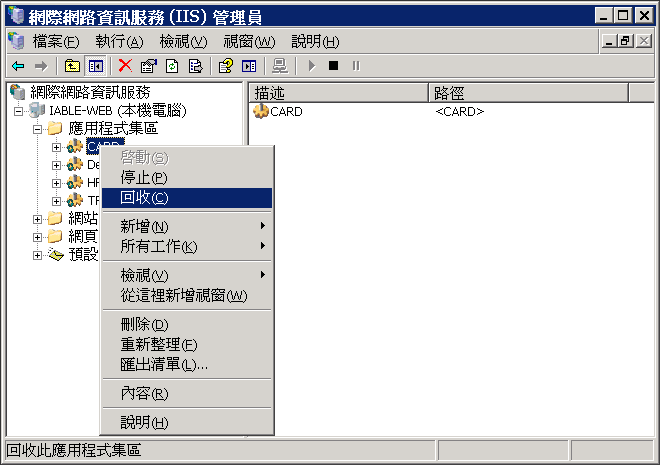 網際網路資訊服務 (IIS) 管理員
檔案(F) 執行(A) 檢視(V) 視窗(W) 說明(H)
網際網路資訊服務
描述 路徑
IABLE-WEB (本機電腦)
CARD <CARD>
應用程式集區
CARD
De
HR
網站
網頁
預設
啓動(S)
停止(P)
回收(C)
新增(N)
所有工作(K)
檢視(V)
從這裡新增視窗(W)
刪除(D)
重新整理(F)
匯出清單(L)...
內容(R)
說明(H)
回收此應用程式集區